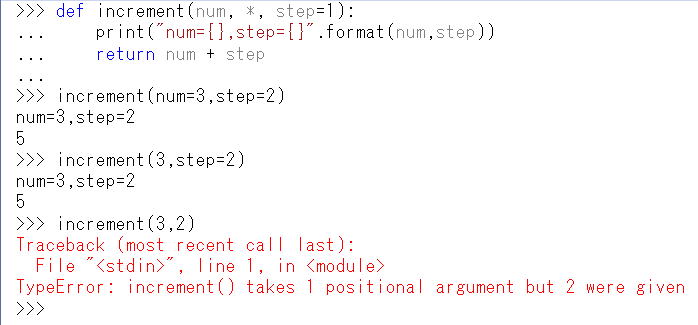 >>> def increment(num, *, step=1):
...     print("num={},step={}".format(num,step))
...     return num + step
...
>>> increment(num=3,step=2)
num=3,step=2
5
>>> increment(3,step=2)
num=3,step=2
5
>>> increment(3,2)
Traceback (most recent call last):
  File "<stdin>", line 1, in <module>
TypeError: increment() takes 1 positional argument but 2 were given
>>>